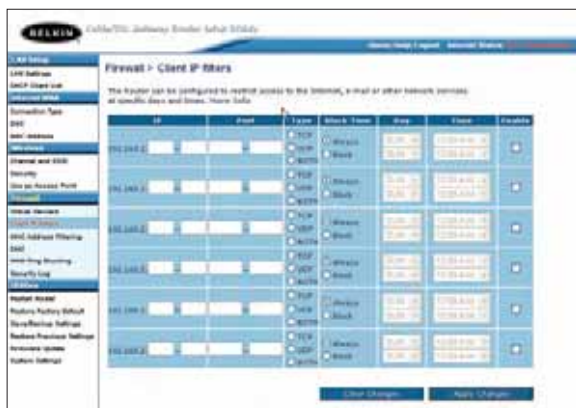 BELKIN
Cable/DSL Gateway Router Setup Utility
Home Help Logout Internet Status:
LAN Setup
LAN Settings
DHCP Client List
Internet WAN
Connection Type
DNS
MAC Address
Wireless
Channel and SSID
Security
Use as Access Point
Firewall
Virtual Servers
Client IP Filters
MAC Address Filtering
DMZ
WAN Ping Blocking
Security Log
Utilities
Restart Router
Restore Factory Default
Save/Backup Settings
Restore Previous Settings
Firmware Update
System Settings
Firewall > Client IP filters
The Router can be configured to restrict access to the Internet, e-mail or other network services
at specific days and times. More Info
IP Port Type Block Time Day Time Enable
192.168.2. TCP UDP BOTH Always Block
192.168.2. TCP UDP BOTH Always Block
192.168.2. TCP UDP BOTH Always Block
192.168.2. TCP UDP BOTH Always Block
192.168.2. TCP UDP BOTH Always Block
192.168.2. TCP UDP BOTH Always Block
Clear Changes Apply Changes